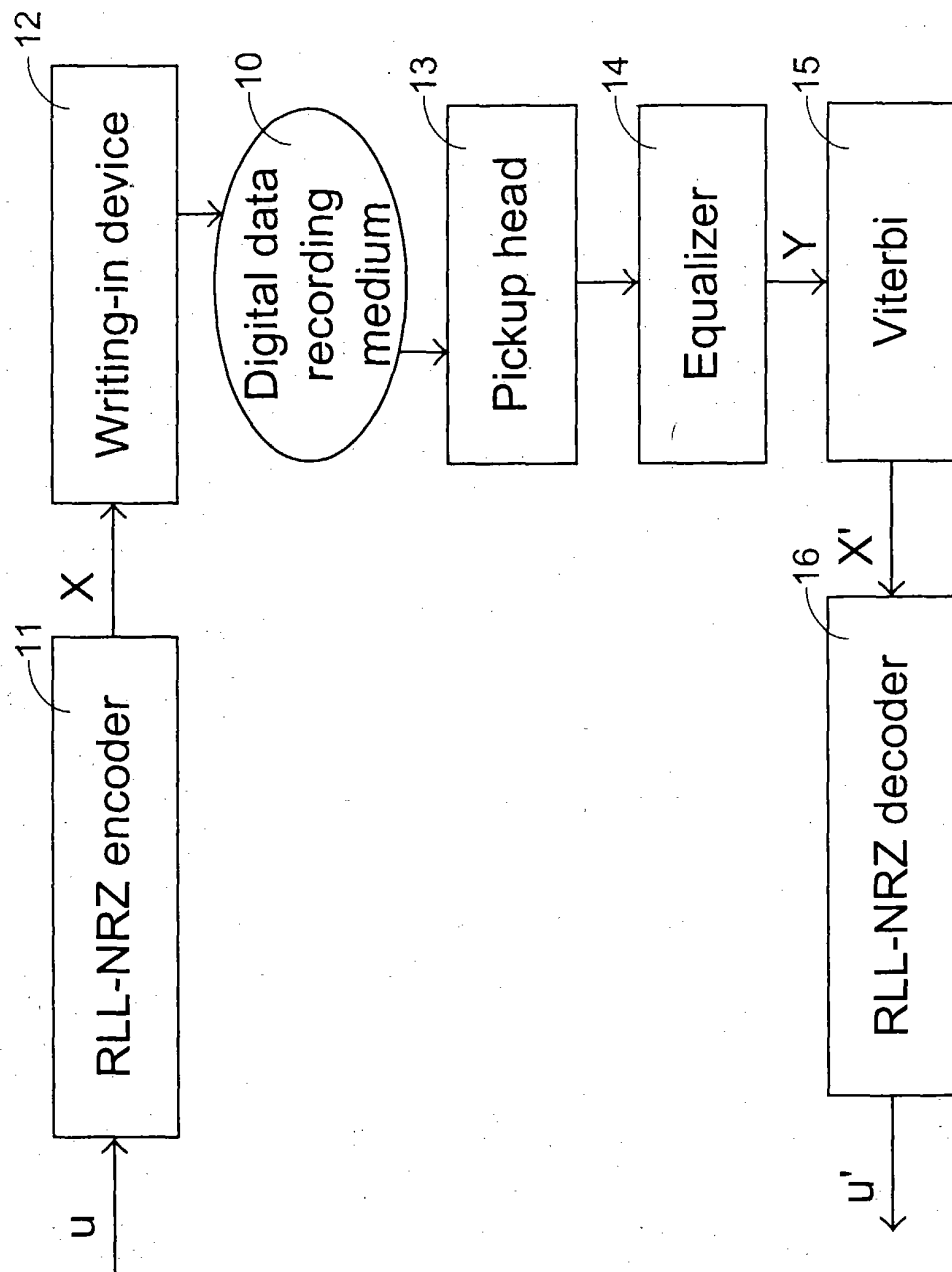 u
11
RLL-NRZ encoder
X
12
Writing-in device
10
Digital data
recording
medium
13
Pickup head
14
Equalizer
Y
15
Viterbi
X'
16
RLL-NRZ decoder
u'